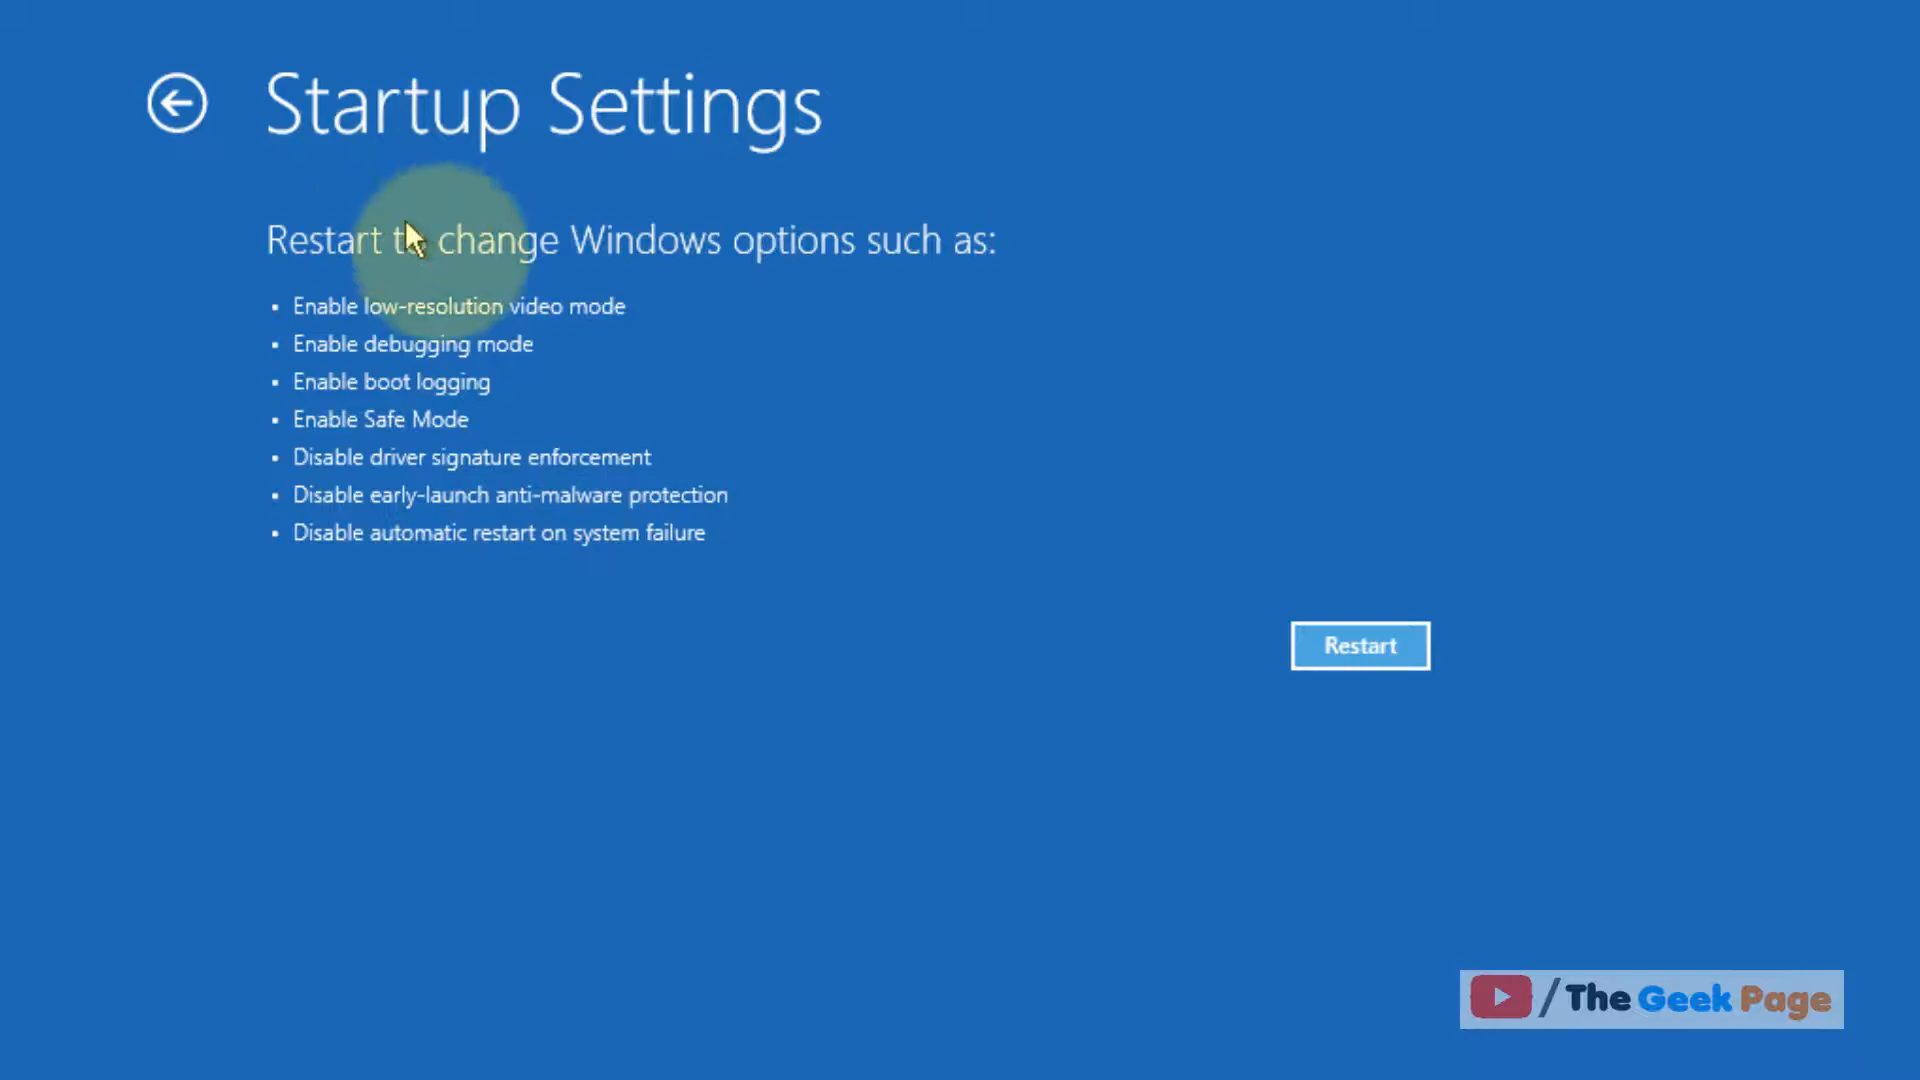 Startup Settings
Restart to change Windows options such as:
• Enable low-resolution video mode
• Enable debugging mode
• Enable boot logging
• Enable Safe Mode
• Disable driver signature enforcement
• Disable early-launch anti-malware protection
• Disable automatic restart on system failure
Restart
/The Geek Page